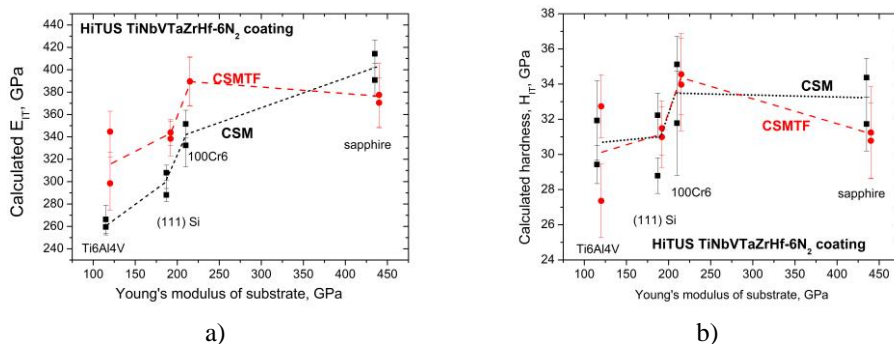 HiTUS TiNbVTaZrHf-6N₂ coating
CSMTF
CSM
100Cr6
sapphire
(111) Si
Ti6Al4V
460
440
420
400
380
360
340
320
300
280
260
240
100 150 200 250 300 350 400 450
Calculated E_IT, GPa
Young's modulus of substrate, GPa
a)
38
36
34
32
30
28
26
24
Calculated hardness, H_IT, GPa
CSM
CSMTF
100Cr6
sapphire
(111) Si
Ti6Al4V
HiTUS TiNbVTaZrHf-6N₂ coating
100 150 200 250 300 350 400 450
Young's modulus of substrate, GPa
b)